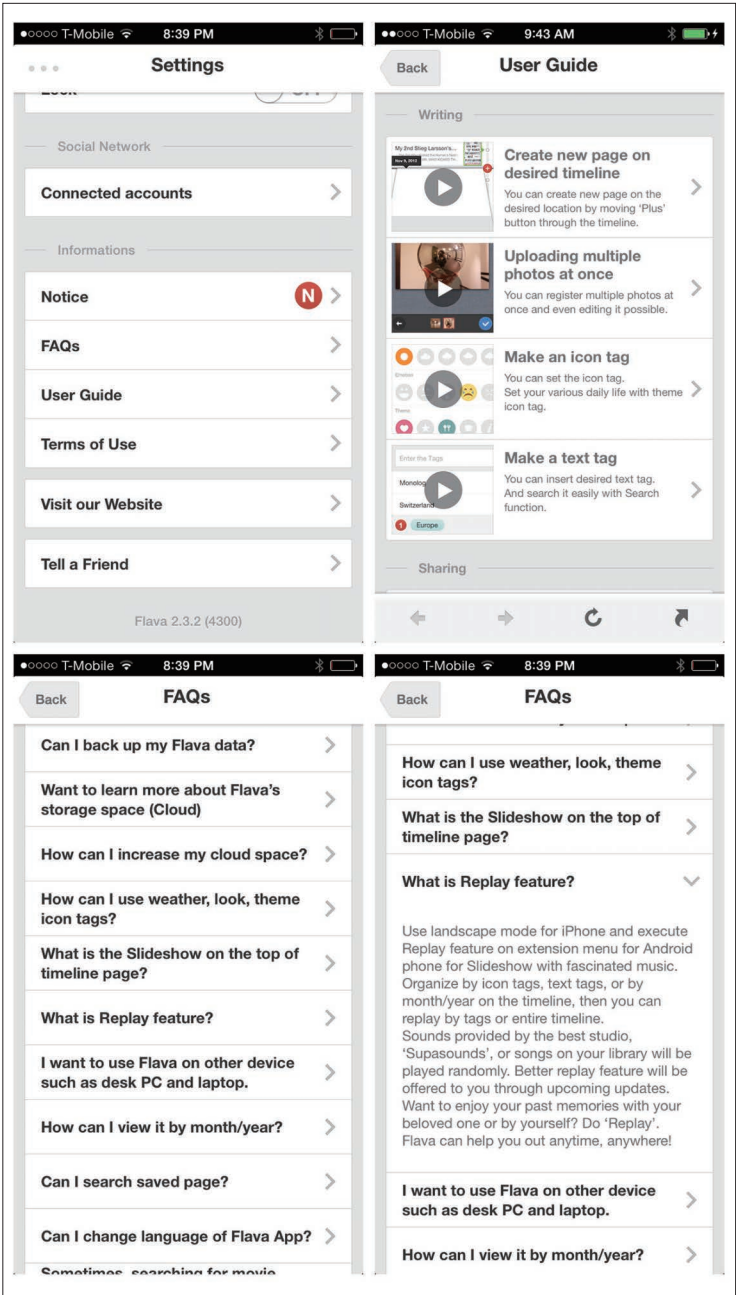 T-Mobile 8:39 PM
Settings
Lock OFF
Social Network
Connected accounts
Informations
Notice N
FAQs
User Guide
Terms of Use
Visit our Website
Tell a Friend
Flava 2.3.2 (4300)
T-Mobile 9:43 AM
Back User Guide
Writing
My 2nd Stieg Larsson's...
Nov 9, 2012
Create new page on
desired timeline
You can create new page on the
desired location by moving ‘Plus’
button through the timeline.
Uploading multiple
photos at once
You can register multiple photos at
once and even editing it possible.
Emotion
Theme
Make an icon tag
You can set the icon tag.
Set your various daily life with theme
icon tag.
Enter the Tags
Monolog
Switzerland
1 Europe
Make a text tag
You can insert desired text tag.
And search it easily with Search
function.
Sharing
T-Mobile 8:39 PM
Back FAQs
Can I back up my Flava data?
Want to learn more about Flava’s
storage space (Cloud)
How can I increase my cloud space?
How can I use weather, look, theme
icon tags?
What is the Slideshow on the top of
timeline page?
What is Replay feature?
I want to use Flava on other device
such as desk PC and laptop.
How can I view it by month/year?
Can I search saved page?
Can I change language of Flava App?
Sometimes, searching for movie,
T-Mobile 8:39 PM
Back FAQs
How can I use weather, look, theme
icon tags?
What is the Slideshow on the top of
timeline page?
What is Replay feature?
Use landscape mode for iPhone and execute
Replay feature on extension menu for Android
phone for Slideshow with fascinated music.
Organize by icon tags, text tags, or by
month/year on the timeline, then you can
replay by tags or entire timeline.
Sounds provided by the best studio,
‘Supasounds’, or songs on your library will be
played randomly. Better replay feature will be
offered to you through upcoming updates.
Want to enjoy your past memories with your
beloved one or by yourself? Do ‘Replay’.
Flava can help you out anytime, anywhere!
I want to use Flava on other device
such as desk PC and laptop.
How can I view it by month/year?